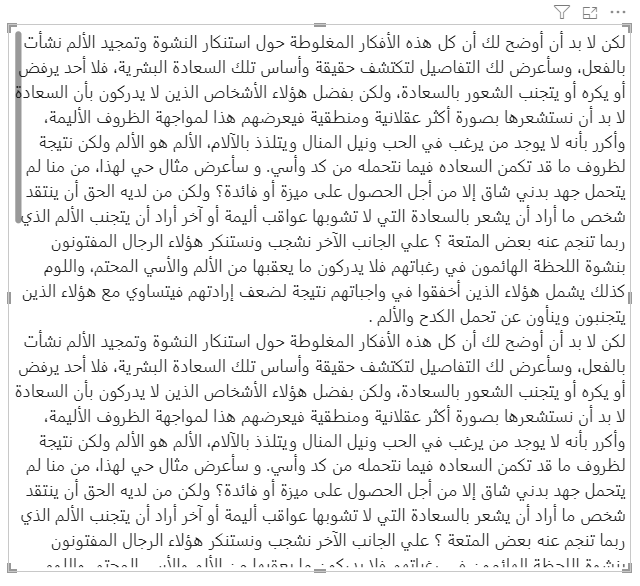 لكن لا بد أن أوضح لك أن كل هذه الأفكار المغلوطة حول استنكار النشوة وتمجيد الألم نشأت
بالفعل، وسأعرض لك التفاصيل لتكتشف حقيقة وأساس تلك السعادة البشرية، فلا أحد يرفض
أو يكره أو يتجنب الشعور بالسعادة، ولكن بفضل هؤلاء الأشخاص الذين لا يدركون بأن السعادة
لا بد أن نستشعرها بصورة أكثر عقلانية ومنطقية فيعرضهم هذا لمواجهة الظروف الأليمة،
وأكرر بأنه لا يوجد من يرغب في الحب ونيل المنال ويتلذذ بالآلام، الألم هو الألم ولكن نتيجة
لظروف ما قد تكمن السعاده فيما نتحمله من كد وأسي. و سأعرض مثال حي لهذا، من منا لم
يتحمل جهد بدني شاق إلا من أجل الحصول على ميزة أو فائدة؟ ولكن من لديه الحق أن ينتقد
شخص ما أراد أن يشعر بالسعادة التي لا تشوبها عواقب أليمة أو آخر أراد أن يتجنب الألم الذي
ربما تنجم عنه بعض المتعة ؟ علي الجانب الآخر نشجب ونستنكر هؤلاء الرجال المفتونون
بنشوة اللحظة الهائمون في رغباتهم فلا يدركون ما يعقبها من الألم والأسي المحتم، واللوم
كذلك يشمل هؤلاء الذين أخفقوا في واجباتهم نتيجة لضعف إرادتهم فيتساوي مع هؤلاء الذين
يتجنبون وينأون عن تحمل الكدح والألم .
لكن لا بد أن أوضح لك أن كل هذه الأفكار المغلوطة حول استنكار النشوة وتمجيد الألم نشأت
بالفعل، وسأعرض لك التفاصيل لتكتشف حقيقة وأساس تلك السعادة البشرية، فلا أحد يرفض
أو يكره أو يتجنب الشعور بالسعادة، ولكن بفضل هؤلاء الأشخاص الذين لا يدركون بأن السعادة
لا بد أن نستشعرها بصورة أكثر عقلانية ومنطقية فيعرضهم هذا لمواجهة الظروف الأليمة،
وأكرر بأنه لا يوجد من يرغب في الحب ونيل المنال ويتلذذ بالآلام، الألم هو الألم ولكن نتيجة
لظروف ما قد تكمن السعاده فيما نتحمله من كد وأسي. و سأعرض مثال حي لهذا، من منا لم
يتحمل جهد بدني شاق إلا من أجل الحصول على ميزة أو فائدة؟ ولكن من لديه الحق أن ينتقد
شخص ما أراد أن يشعر بالسعادة التي لا تشوبها عواقب أليمة أو آخر أراد أن يتجنب الألم الذي
ربما تنجم عنه بعض المتعة ؟ علي الجانب الآخر نشجب ونستنكر هؤلاء الرجال المفتونون
بنشوة اللحظة الهائمون في رغباتهم فلا يدركون ما يعقبها من الألم والأسي المحتم، واللوم